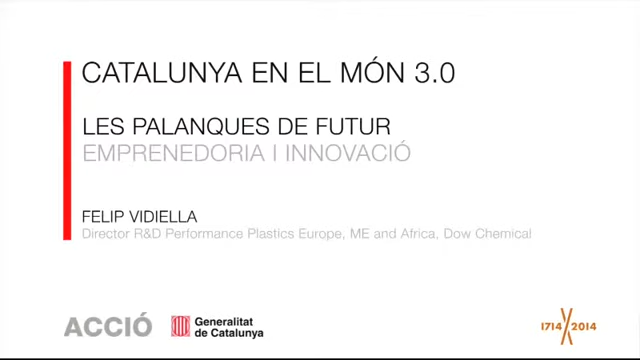 CATALUNYA EN EL MÓN 3.0
LES PALANQUES DE FUTUR
EMPRENEDORIA I INNOVACIÓ
FELIP VIDIELLA
Director R&D Performance Plastics Europe, ME and Africa, Dow Chemical
ACCIÓ
Generalitat
de Catalunya
1714 2014